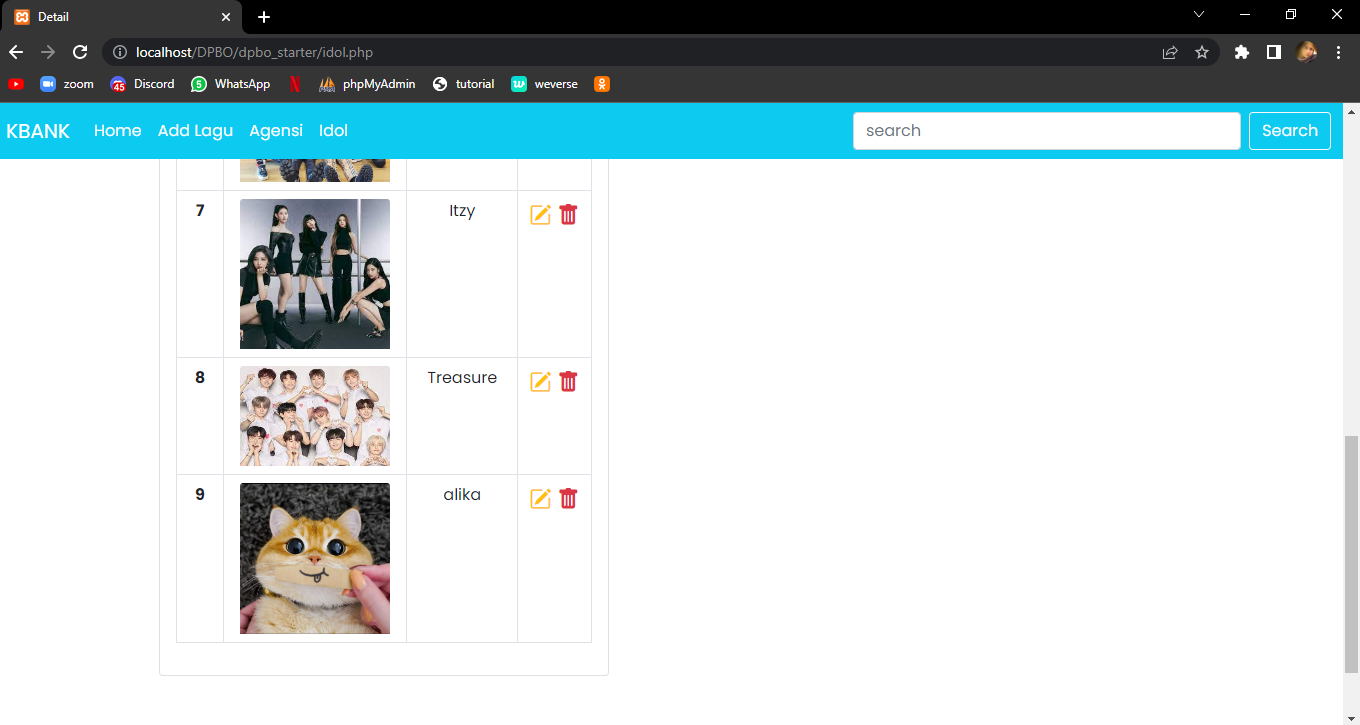 Detail
localhost/DPBO/dpbo_starter/idol.php
zoom
45 Discord
5 WhatsApp
phpMyAdmin
tutorial
w weverse
KBANK Home Add Lagu Agensi Idol search Search
7 Itzy
8 Treasure
9 alika